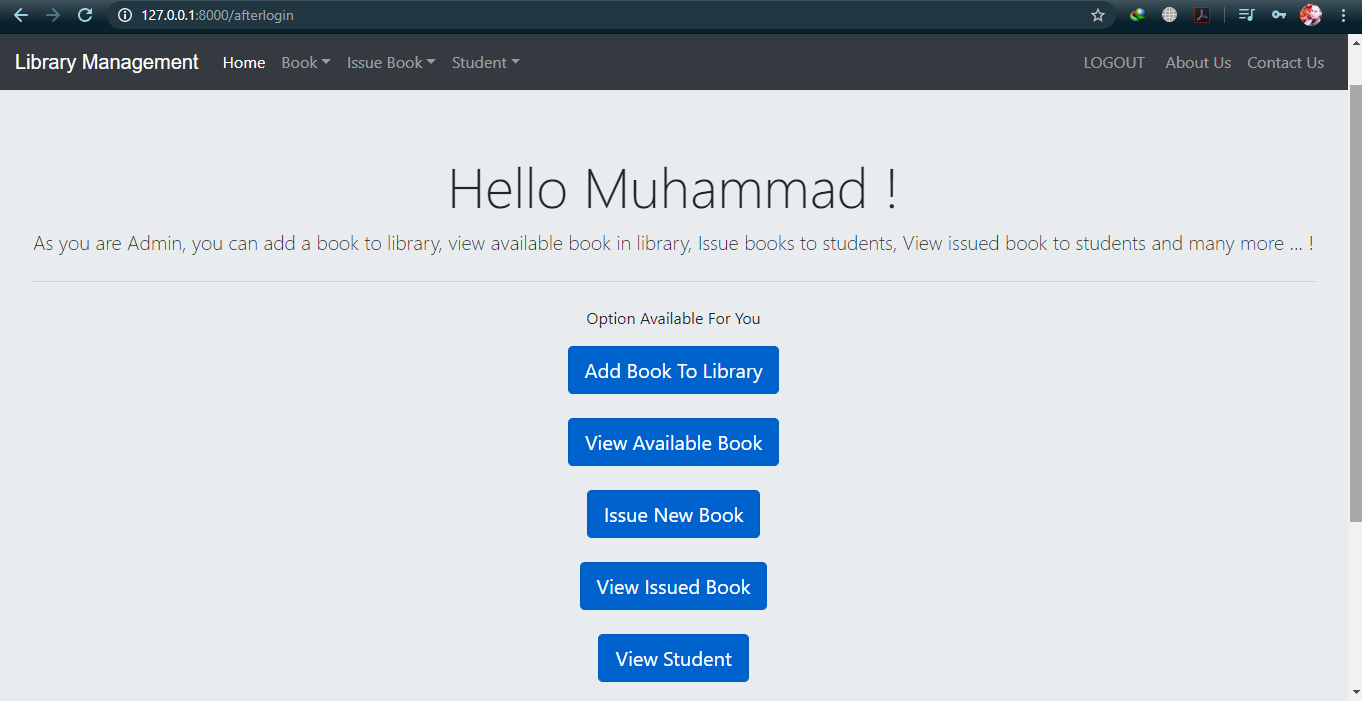 127.0.0.1:8000/afterlogin
Library Management Home Book Issue Book Student LOGOUT About Us Contact Us
Hello Muhammad !
As you are Admin, you can add a book to library, view available book in library, Issue books to students, View issued book to students and many more ... !
Option Available For You
Add Book To Library
View Available Book
Issue New Book
View Issued Book
View Student